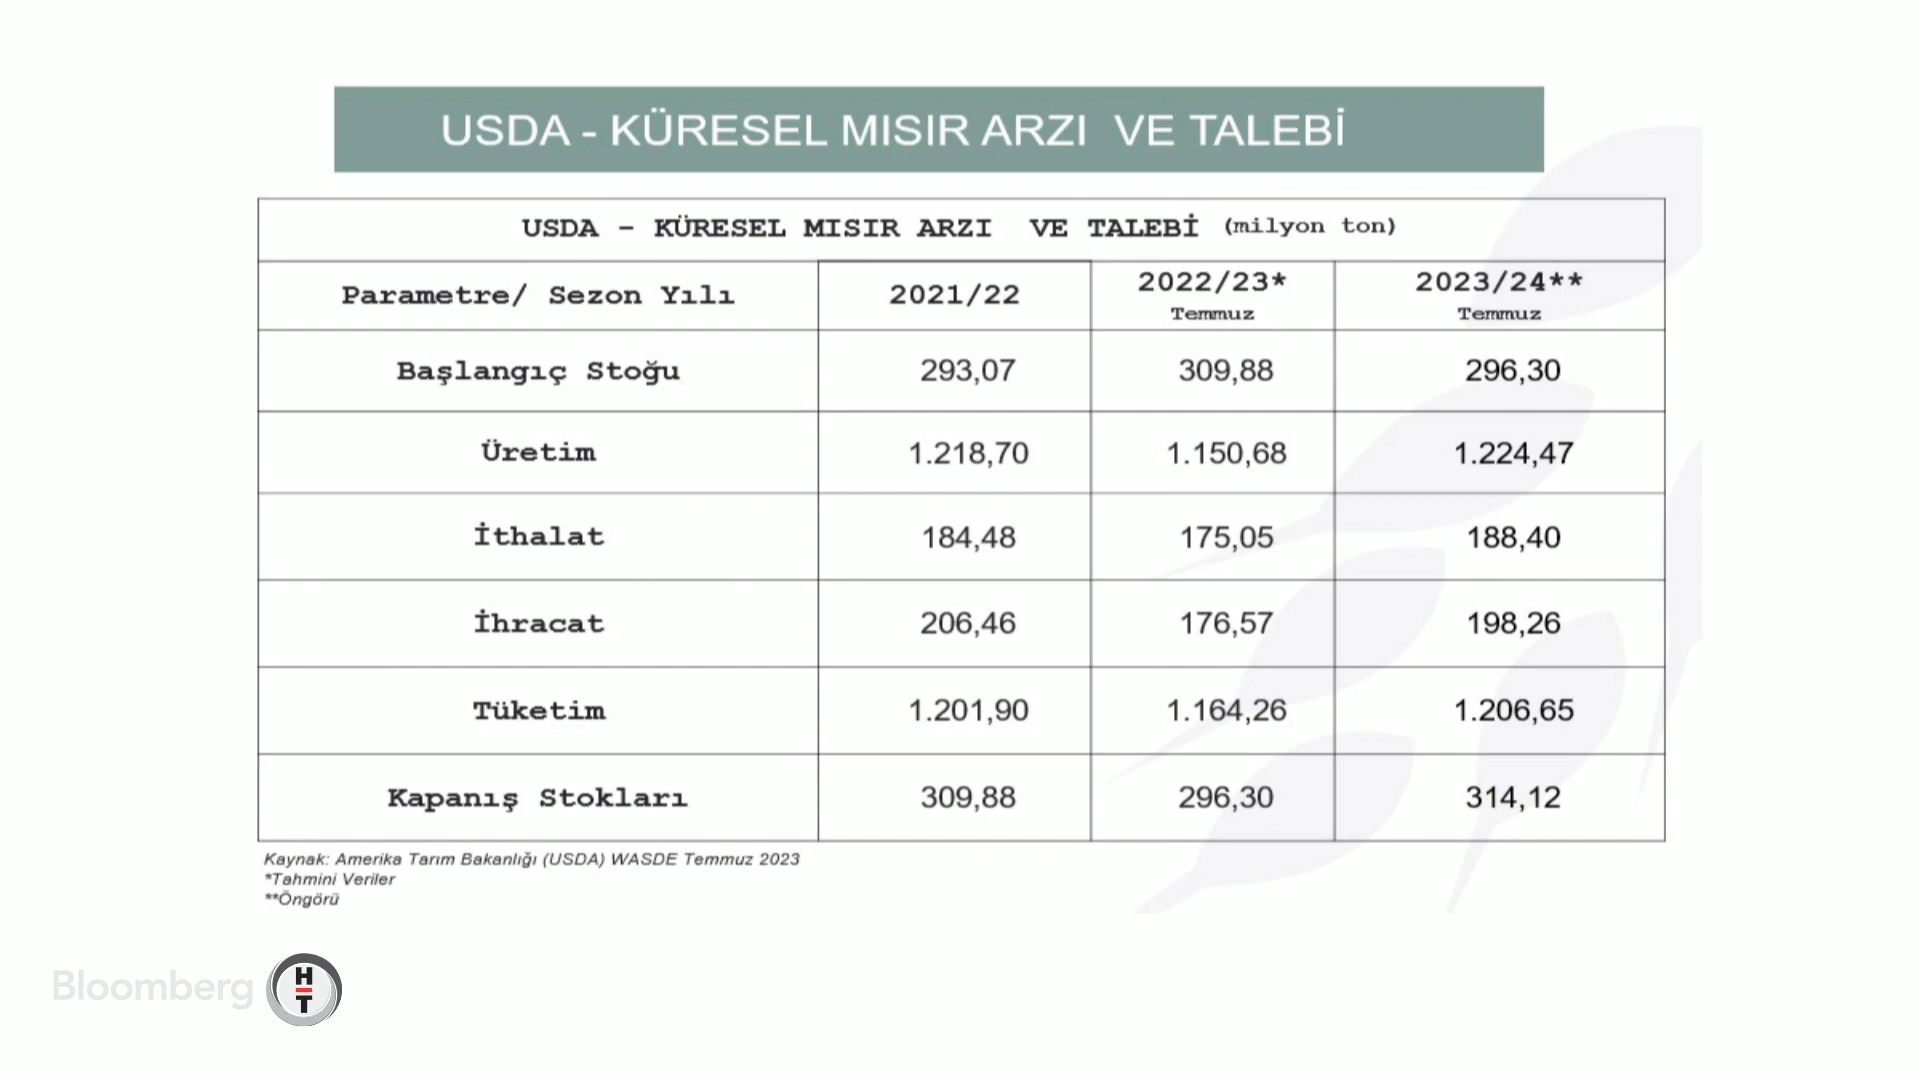 USDA - KÜRESEL MISIR ARZI VE TALEBİ
USDA - KÜRESEL MISIR ARZI VE TALEBİ (milyon ton)
Parametre/ Sezon Yılı 2021/22 2022/23* Temmuz 2023/24** Temmuz
Başlangıç Stoğu 293,07 309,88 296,30
Üretim 1.218,70 1.150,68 1.224,47
İthalat 184,48 175,05 188,40
İhracat 206,46 176,57 198,26
Tüketim 1.201,90 1.164,26 1.206,65
Kapanış Stokları 309,88 296,30 314,12
Kaynak: Amerika Tarım Bakanlığı (USDA) WASDE Temmuz 2023
*Tahmini Veriler
**Öngörü
Bloomberg HT